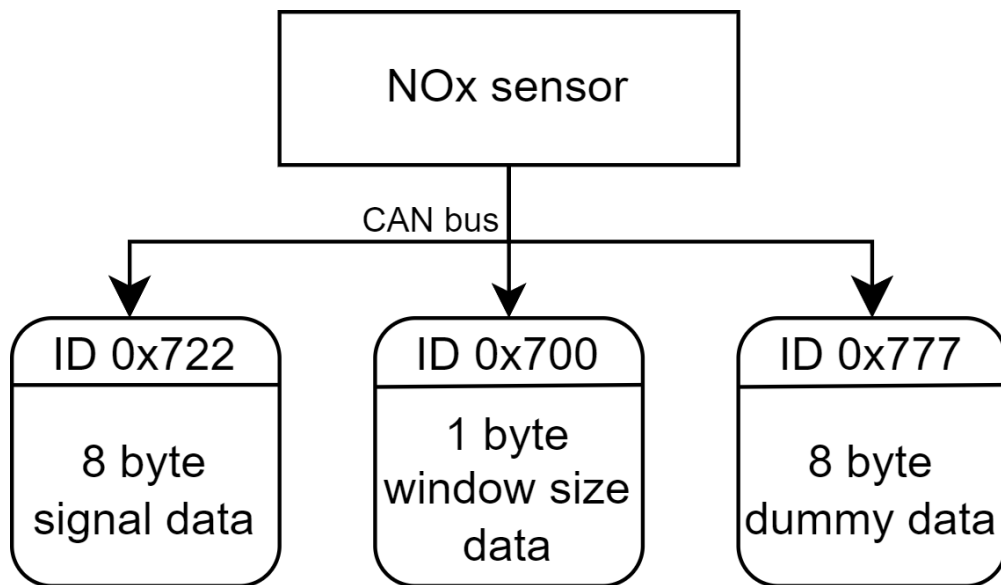 NOx sensor
CAN bus
ID 0x722
8 byte
signal data
ID 0x700
1 byte
window size
data
ID 0x777
8 byte
dummy data